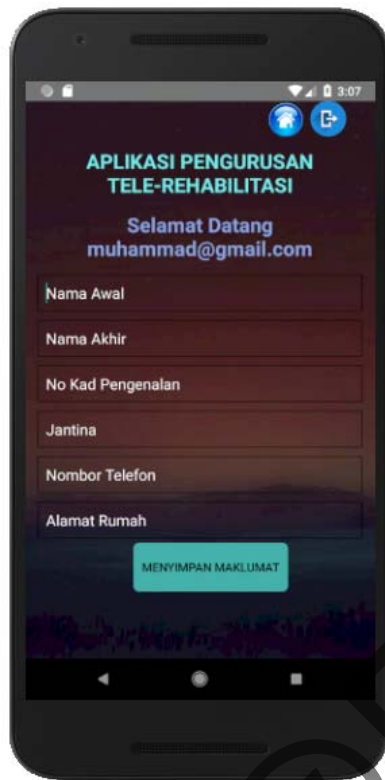 3:07
APLIKASI PENGURUSAN
TELE-REHABILITASI
Selamat Datang
muhammad@gmail.com
Nama Awal
Nama Akhir
No Kad Pengenalan
Jantina
Nombor Telefon
Alamat Rumah
MENYIMPAN MAKLUMAT